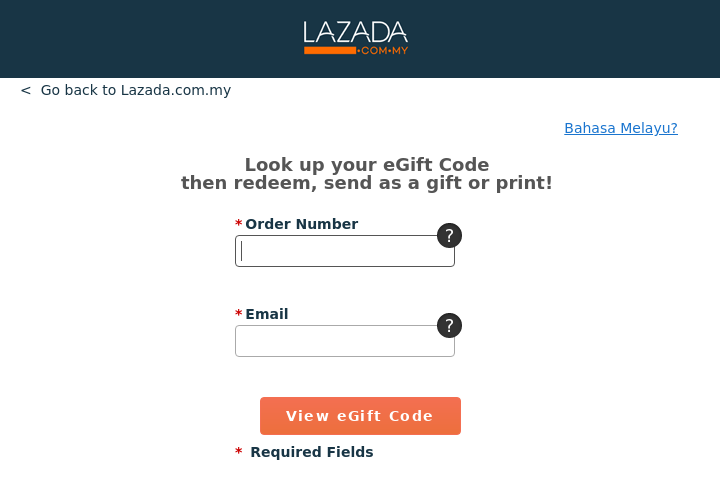 LAZADA
.COM.MY
< Go back to Lazada.com.my
Bahasa Melayu?
Look up your eGift Code
then redeem, send as a gift or print!
*Order Number
?
*Email
?
View eGift Code
* Required Fields